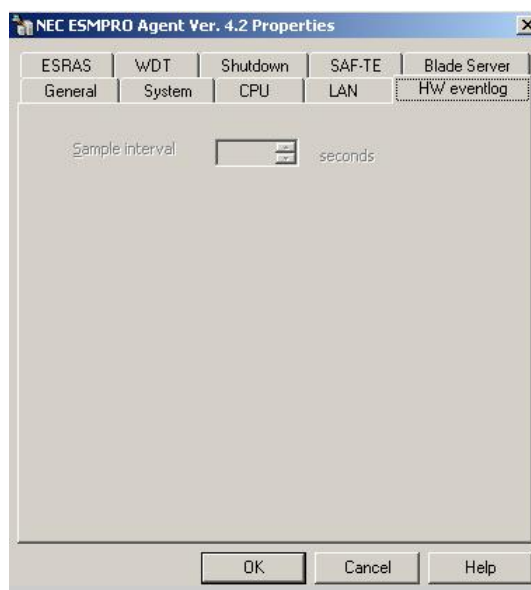 NEC ESMPRO Agent Ver. 4.2 Properties
ESRAS WDT Shutdown SAF-TE Blade Server
General System CPU LAN HW eventlog
Sample interval seconds
OK Cancel Help